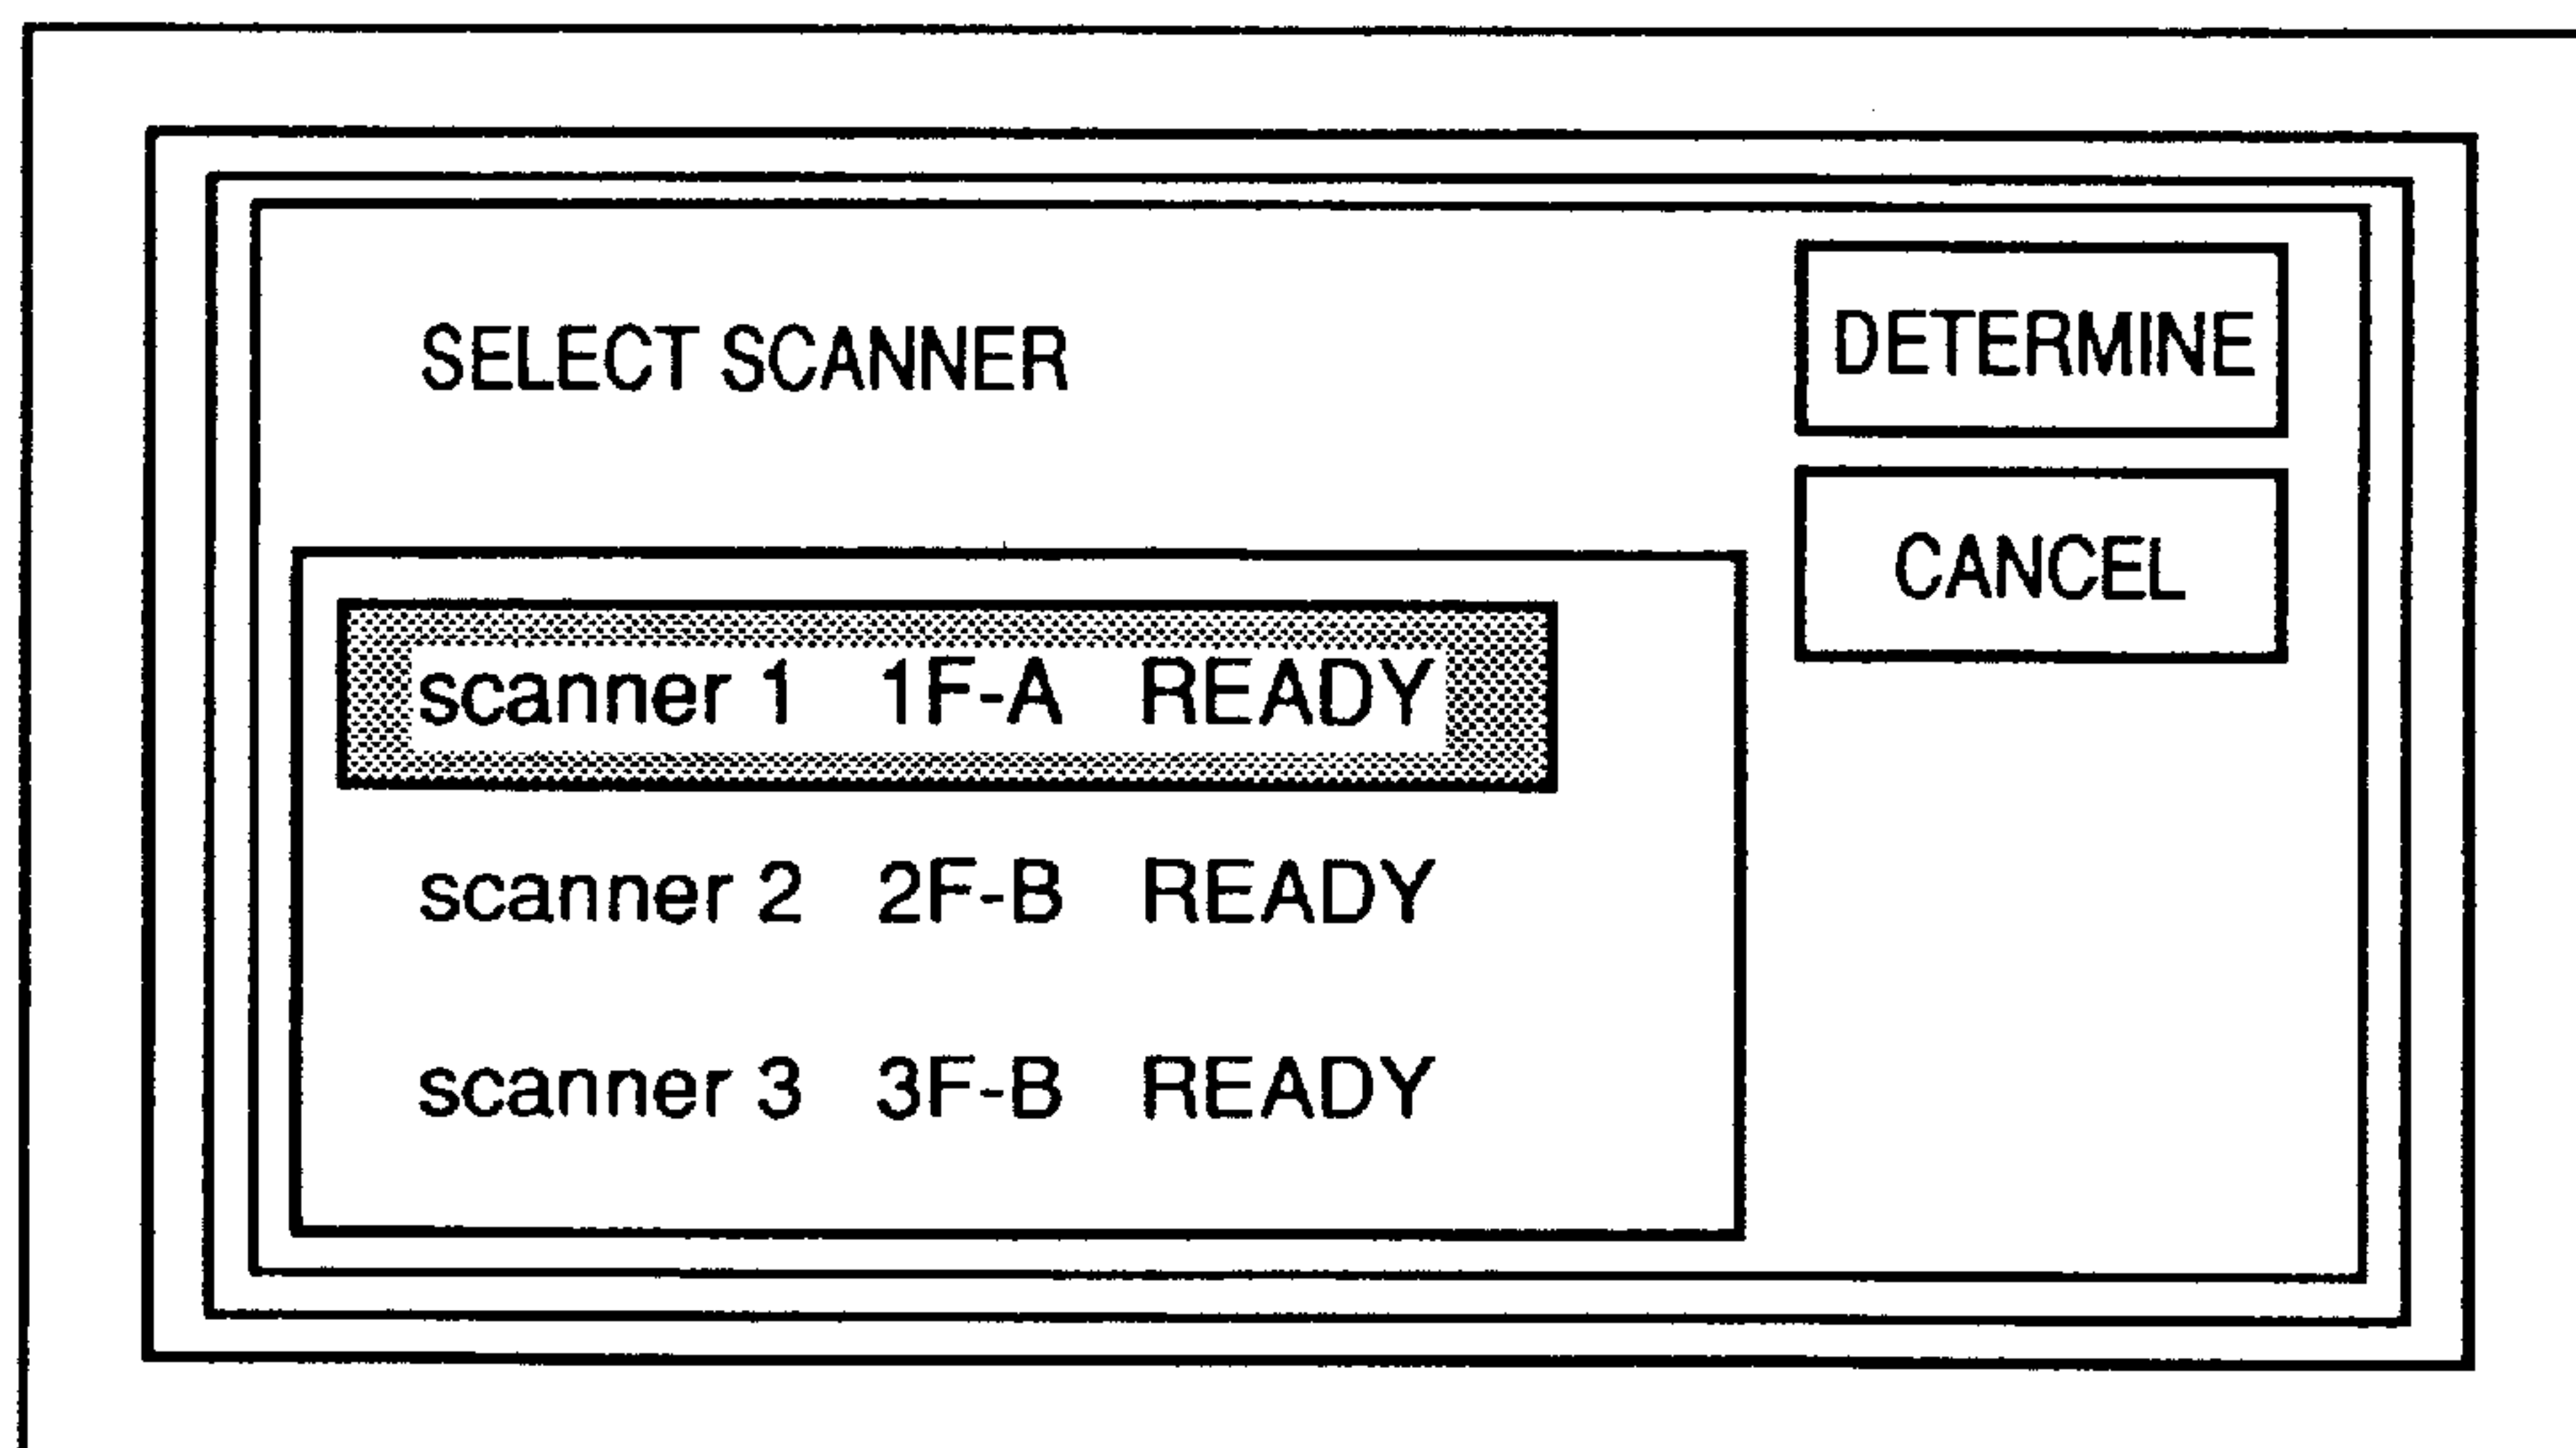 SELECT SCANNER
DETERMINE
CANCEL
scanner 1 1F-A READY
scanner 2 2F-B READY
scanner 3 3F-B READY